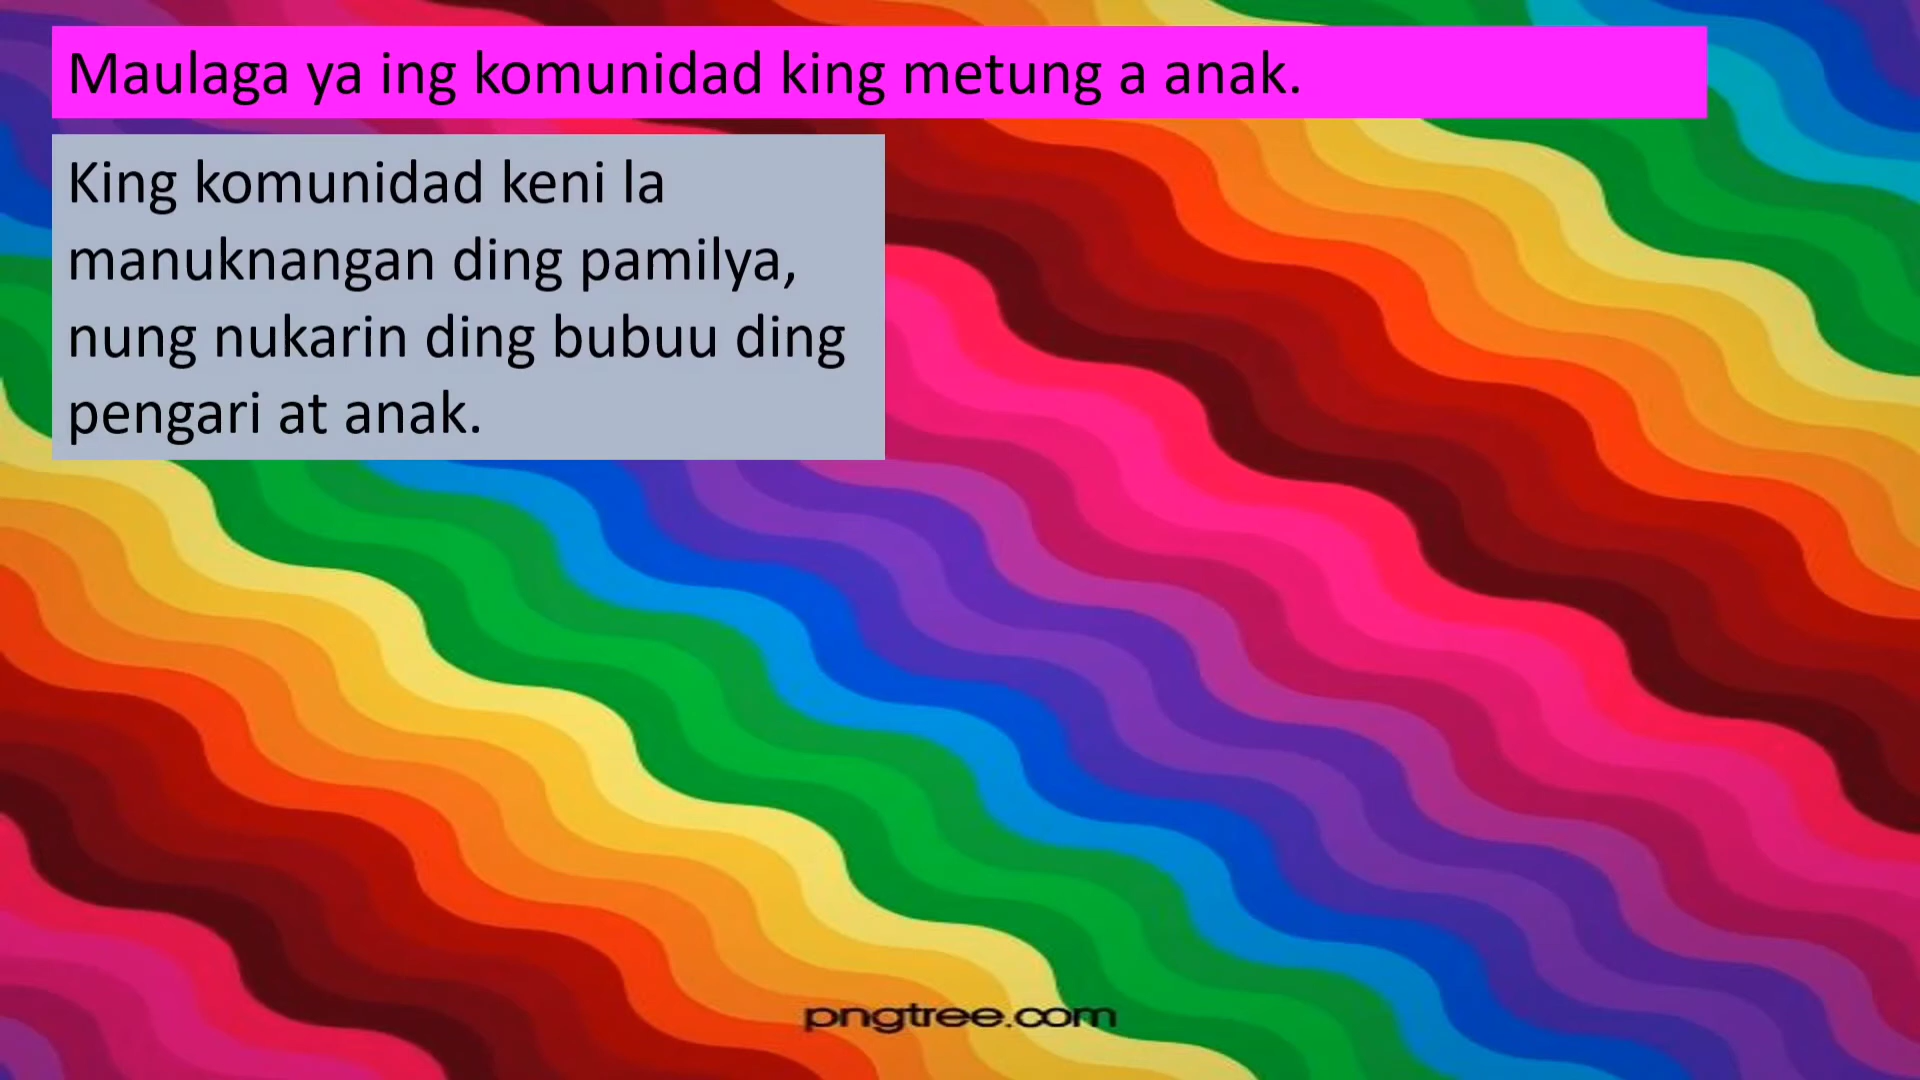 Maulaga ya ing komunidad king metung a anak.
King komunidad keni la
manuknangan ding pamilya,
nung nukarin ding bubuu ding
pengari at anak.
pngtree.com